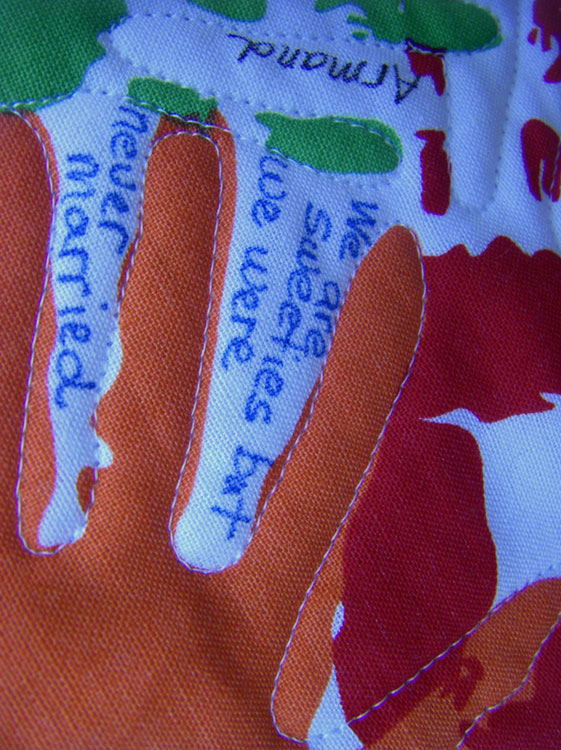 Armand
We are
sweeties but
we were
never
Married